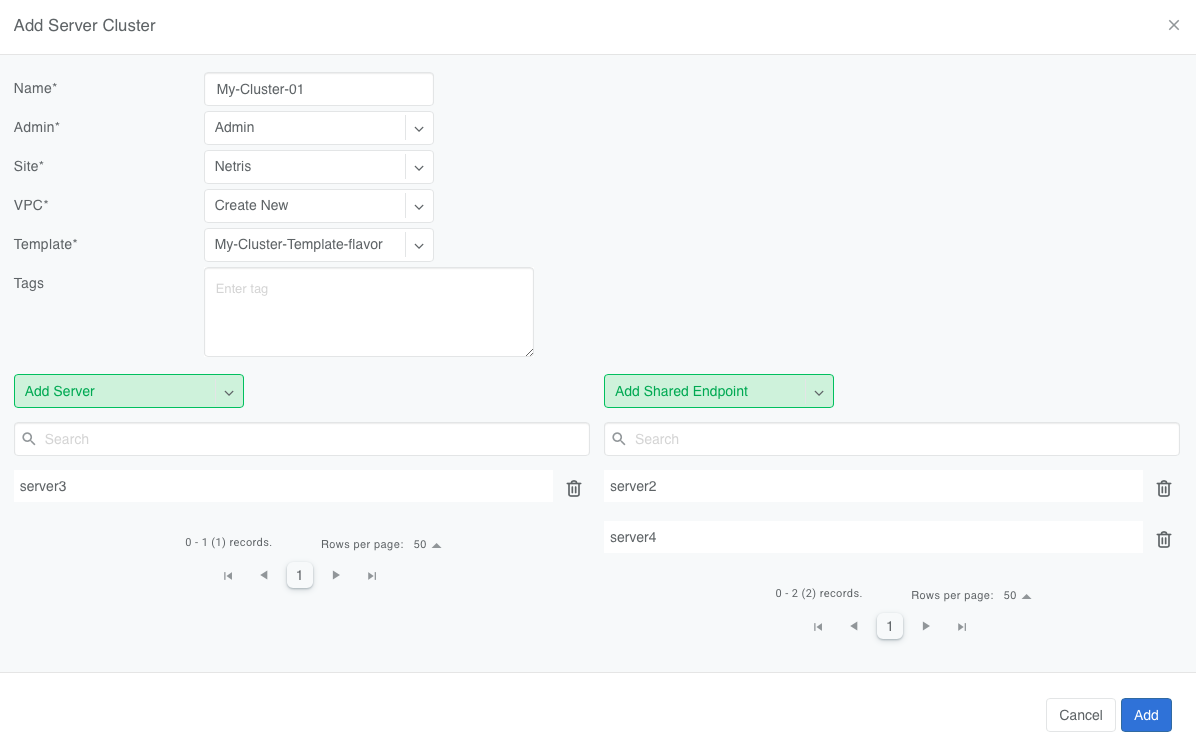 Add Server Cluster
Name*
My-Cluster-01
Admin*
Admin
Site*
Netris
VPC*
Create New
Template*
My-Cluster-Template-flavor
Tags
Enter tag
Add Server
Search
server3
0 - 1 (1) records.
Rows per page: 50
1
Add Shared Endpoint
Search
server2
server4
0 - 2 (2) records.
Rows per page: 50
1
Cancel
Add